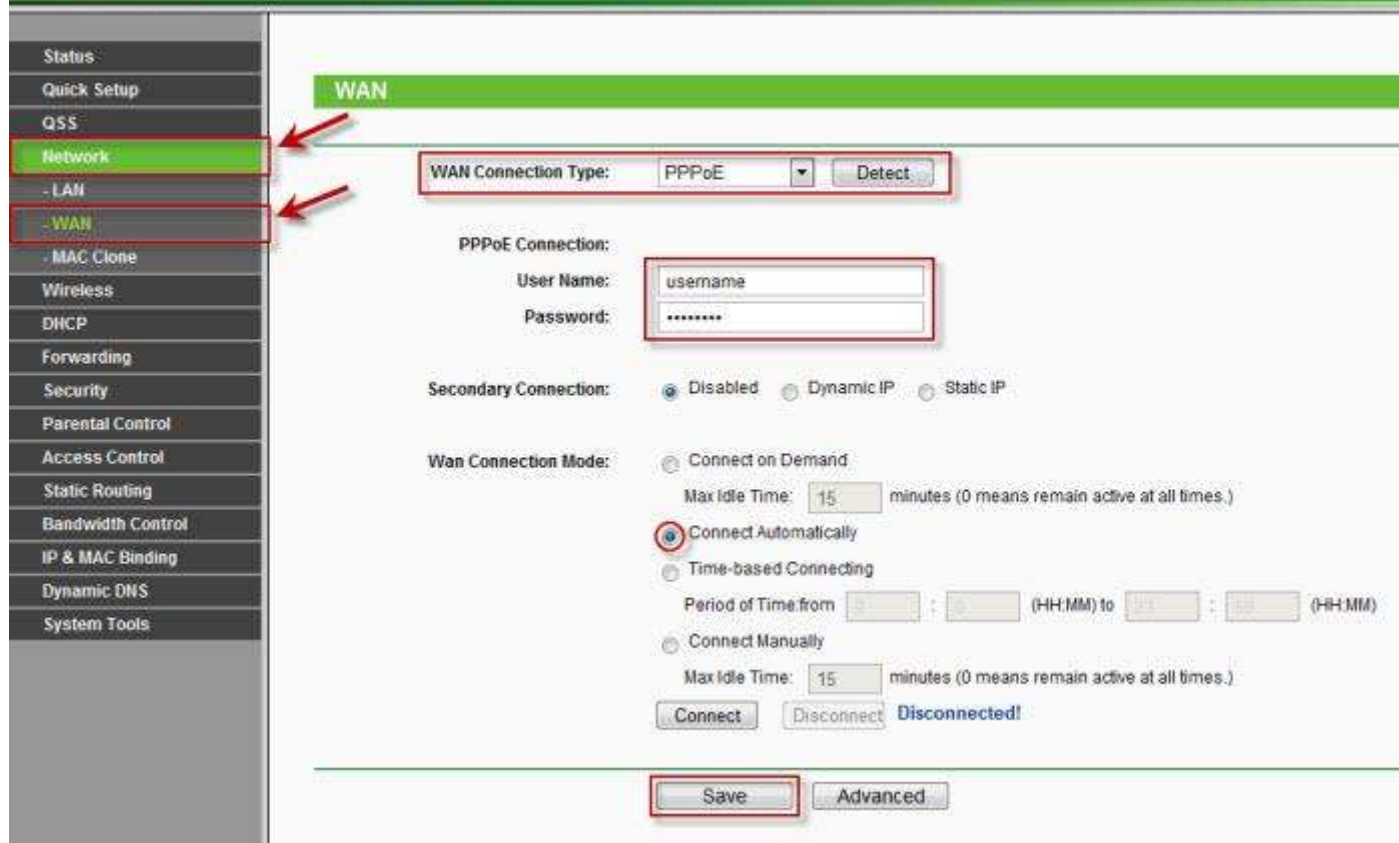 Status
Quick Setup
QSS
Network
- LAN
- WAN
- MAC Clone
Wireless
DHCP
Forwarding
Security
Parental Control
Access Control
Static Routing
Bandwidth Control
IP & MAC Binding
Dynamic DNS
System Tools
WAN
WAN Connection Type: PPPoE Detect
PPPoE Connection:
User Name: username
Password: ••••••••
Secondary Connection: Disabled Dynamic IP Static IP
Wan Connection Mode: Connect on Demand
Max Idle Time: 15 minutes (0 means remain active at all times.)
Connect Automatically
Time-based Connecting
Period of Time:from : (HH:MM) to : (HH:MM)
Connect Manually
Max Idle Time: 15 minutes (0 means remain active at all times.)
Connect Disconnect Disconnected!
Save Advanced